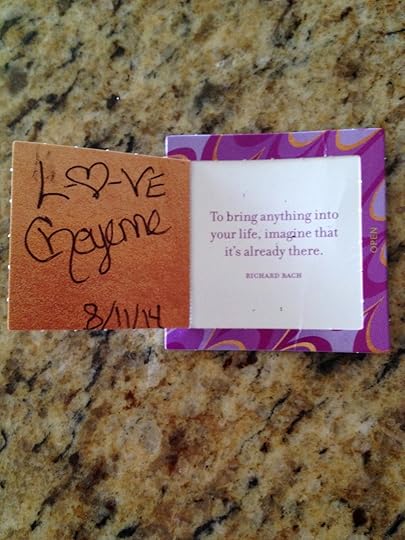 L-♡-VE
Cheyenne
8/11/14
To bring anything into
your life, imagine that
it's already there.
RICHARD BACH
OPEN